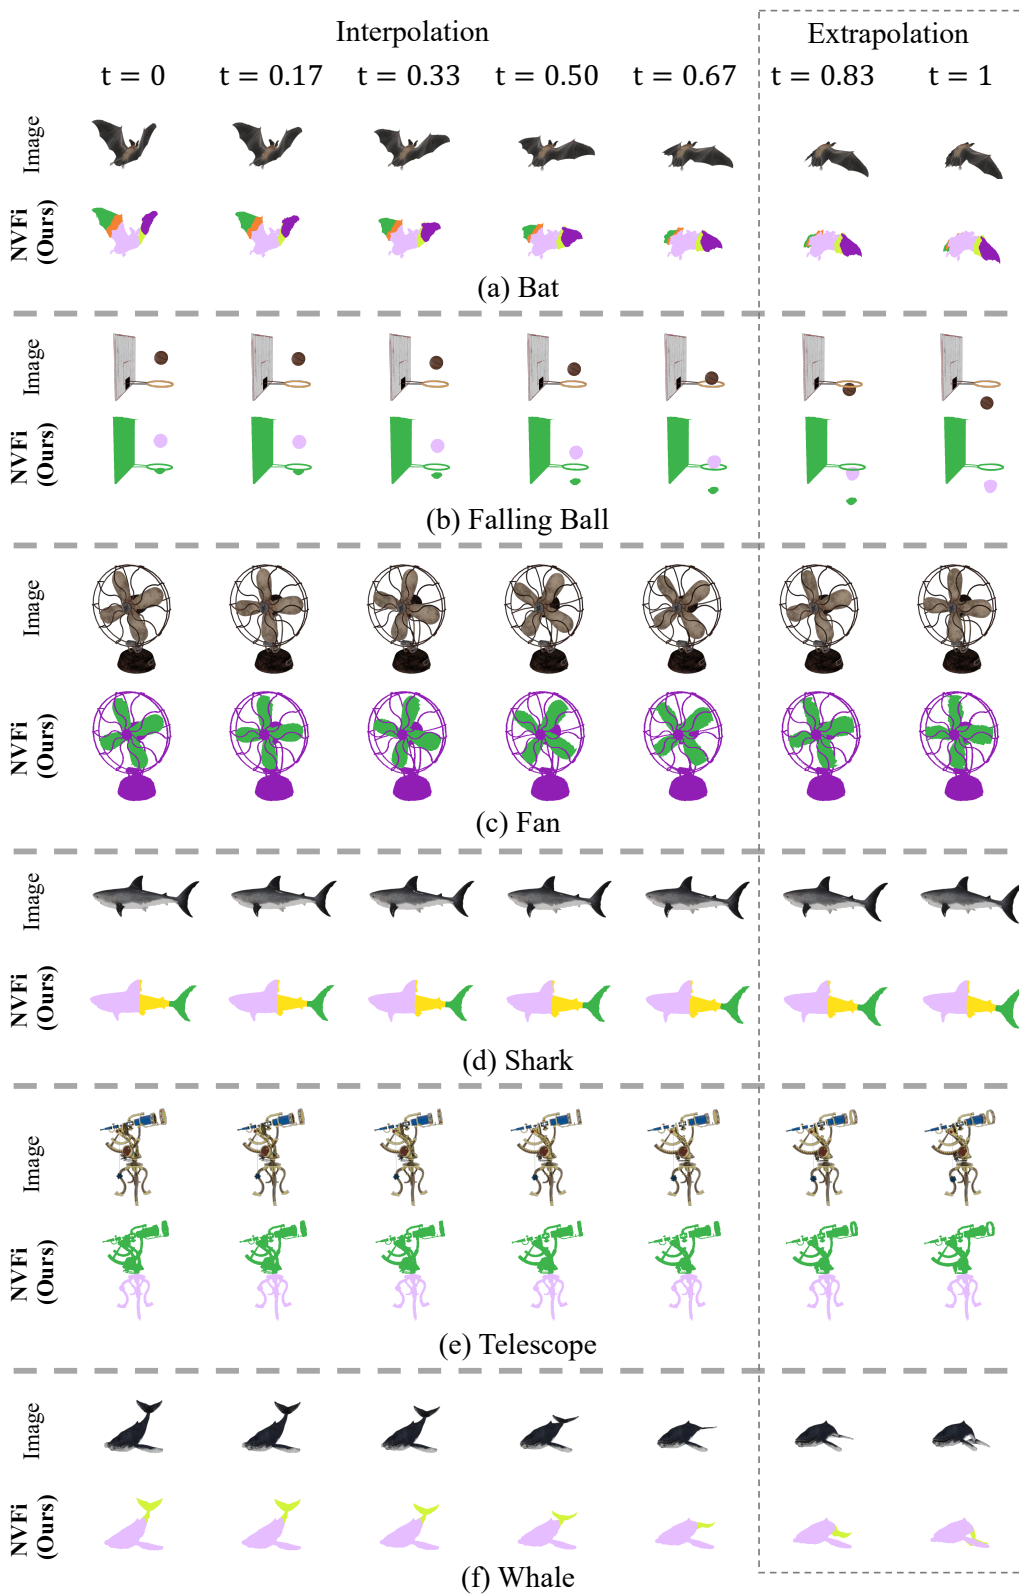 Interpolation Extrapolation
t = 0 t = 0.17 t = 0.33 t = 0.50 t = 0.67 t = 0.83 t = 1
Image
NVFi
(Ours)
(a) Bat
Image
NVFi
(Ours)
(b) Falling Ball
Image
NVFi
(Ours)
(c) Fan
Image
NVFi
(Ours)
(d) Shark
Image
NVFi
(Ours)
(e) Telescope
Image
NVFi
(Ours)
(f) Whale